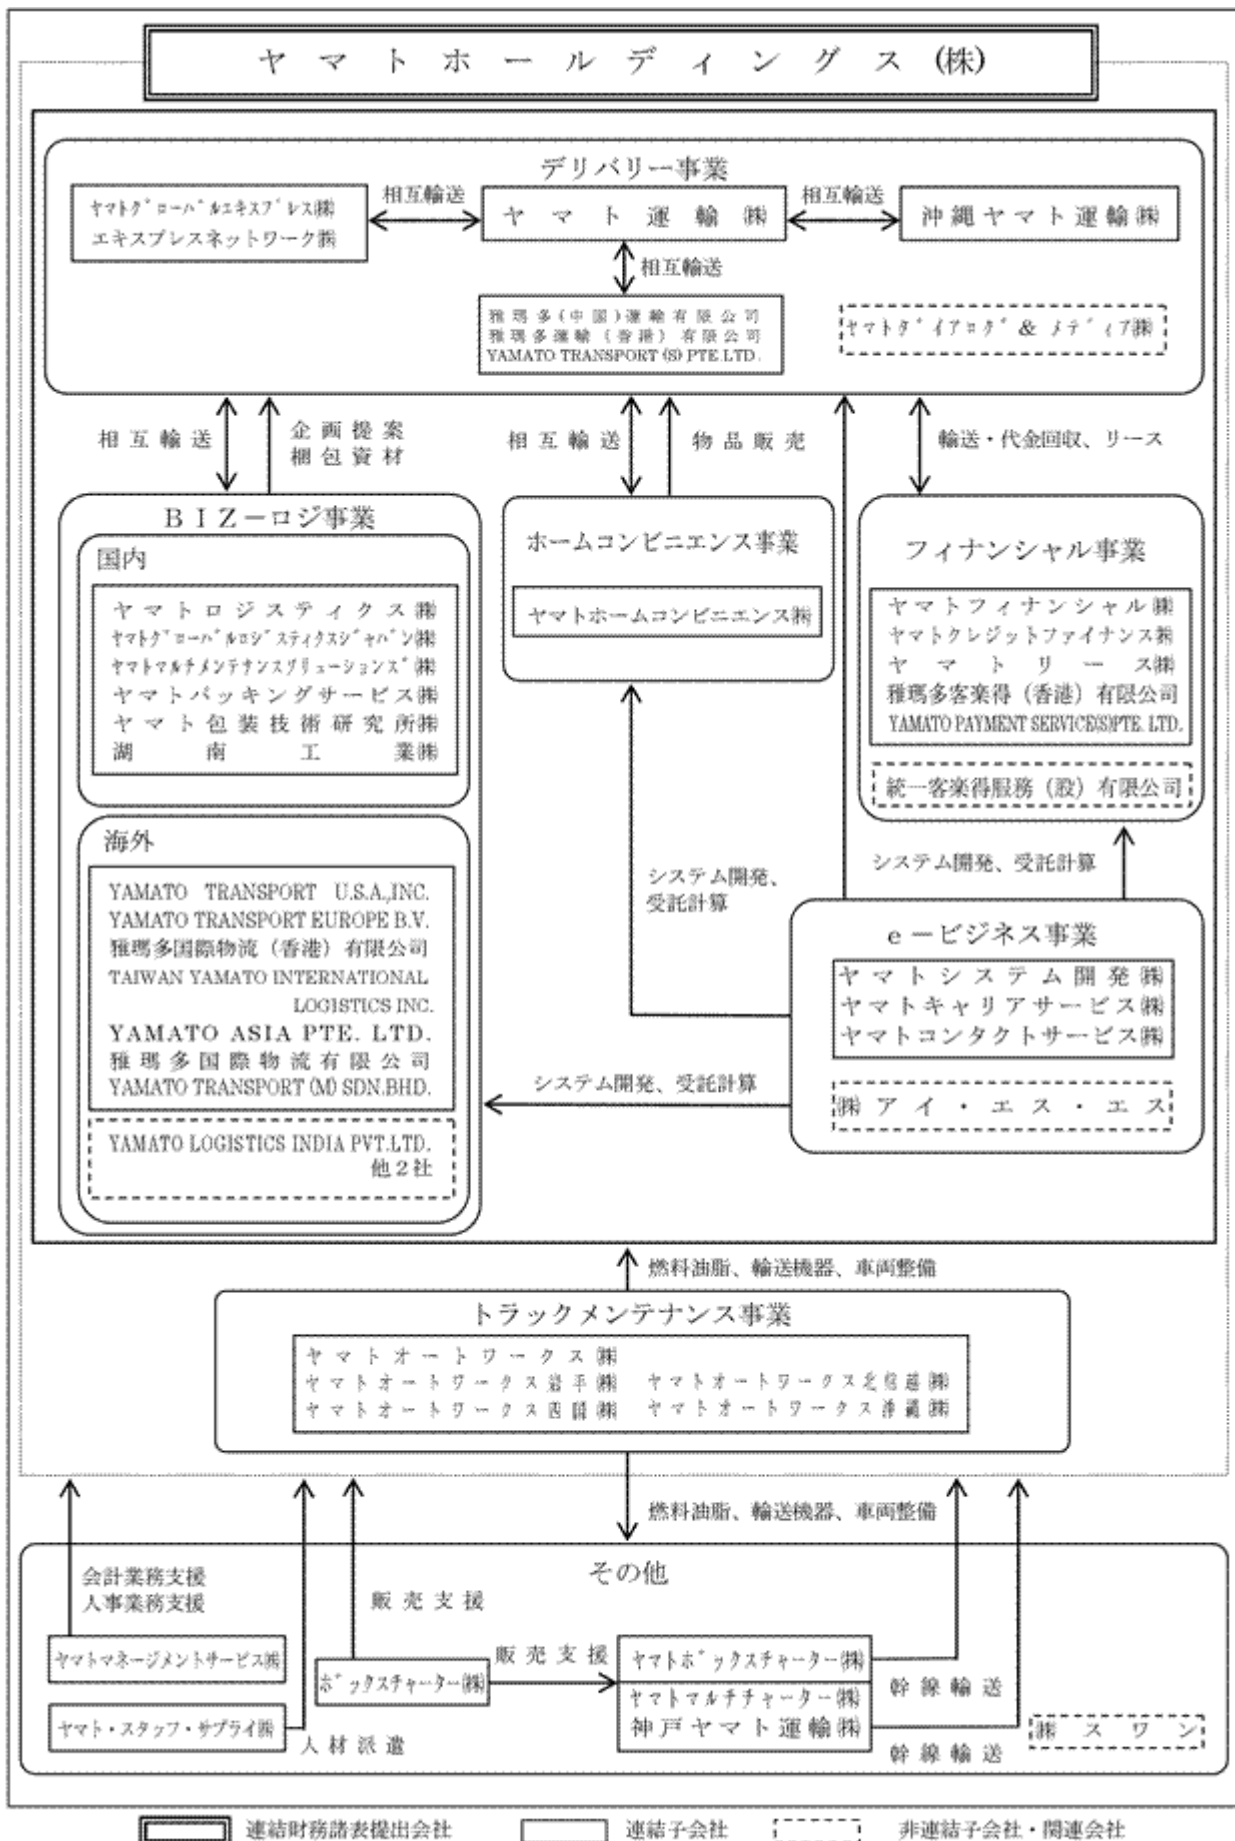 ヤマトホールディングス(株)
デリバリー事業
ヤマトグローバルエキスプレス㈱
エキスプレスネットワーク㈱
相互輸送
ヤマト運輸㈱
相互輸送
沖縄ヤマト運輸㈱
相互輸送
雅瑪多(中国)運輸有限公司
雅瑪多運輸(香港)有限公司
YAMATO TRANSPORT (S) PTE.LTD.
ヤマトダイアログ&メディア㈱
相互輸送
企画提案
梱包資材
相互輸送
物品販売
輸送・代金回収、リース
BIZ-ロジ事業
国内
ヤマトロジスティクス㈱
ヤマトグローバルロジスティクスジャパン㈱
ヤマトマルチメンテナンスソリューションズ㈱
ヤマトパッキングサービス㈱
ヤマト包装技術研究所㈱
湖南工業㈱
海外
YAMATO TRANSPORT U.S.A.,INC.
YAMATO TRANSPORT EUROPE B.V.
雅瑪多国際物流(香港)有限公司
TAIWAN YAMATO INTERNATIONAL
LOGISTICS INC.
YAMATO ASIA PTE. LTD.
雅瑪多国際物流有限公司
YAMATO TRANSPORT (M) SDN.BHD.
YAMATO LOGISTICS INDIA PVT.LTD.
他2社
ホームコンビニエンス事業
ヤマトホームコンビニエンス㈱
フィナンシャル事業
ヤマトフィナンシャル㈱
ヤマトクレジットファイナンス㈱
ヤマトリース㈱
雅瑪多客楽得(香港)有限公司
YAMATO PAYMENT SERVICE(S)PTE. LTD.
統一客楽得服務(股)有限公司
システム開発、
受託計算
システム開発、受託計算
e-ビジネス事業
ヤマトシステム開発㈱
ヤマトキャリアサービス㈱
ヤマトコンタクトサービス㈱
㈱アイ・エス・エス
システム開発、受託計算
燃料油脂、輸送機器、車両整備
トラックメンテナンス事業
ヤマトオートワークス㈱
ヤマトオートワークス岩手㈱ ヤマトオートワークス北信越㈱
ヤマトオートワークス四国㈱ ヤマトオートワークス沖縄㈱
燃料油脂、輸送機器、車両整備
その他
会計業務支援
人事業務支援
販売支援
ヤマトマネージメントサービス㈱
ボックスチャーター㈱
販売支援
ヤマトボックスチャーター㈱
ヤマトマルチチャーター㈱
神戸ヤマト運輸㈱
幹線輸送
ヤマト・スタッフ・サプライ㈱
人材派遣
幹線輸送
㈱スワン
連結財務諸表提出会社
連結子会社
非連結子会社・関連会社